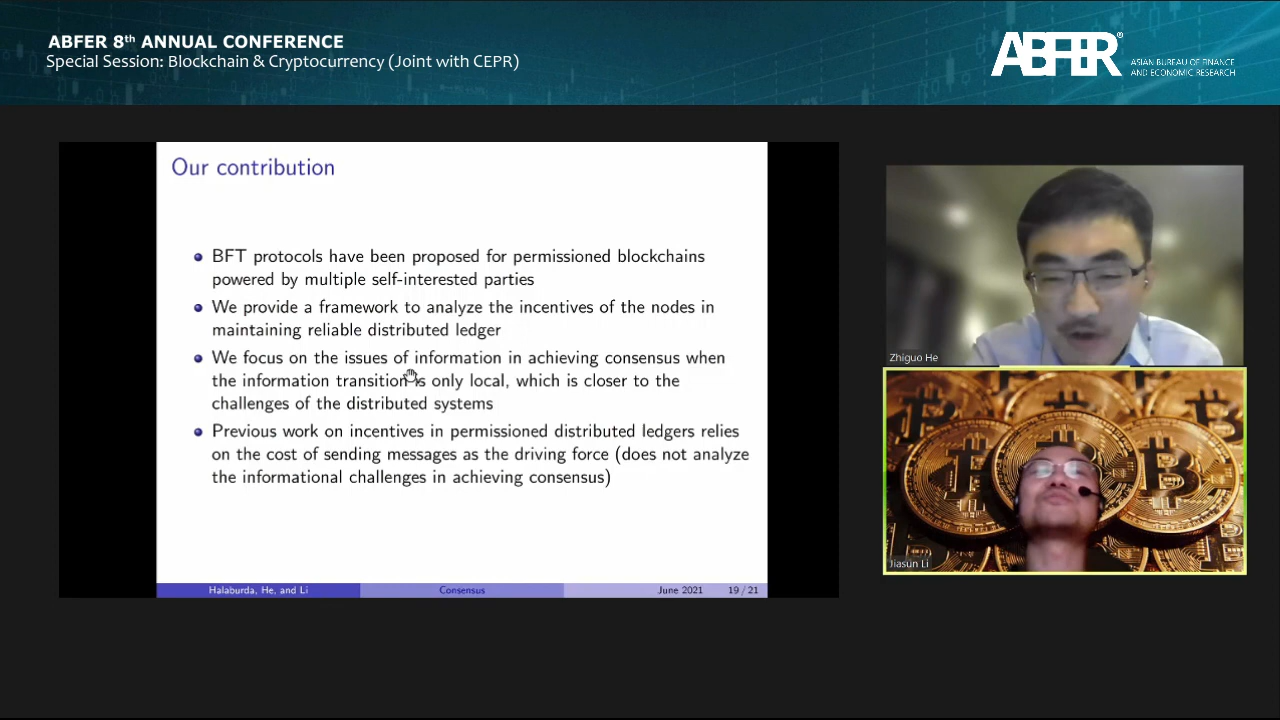 ABFER 8th ANNUAL CONFERENCE
Special Session: Blockchain & Cryptocurrency (Joint with CEPR)
ABFER®
ASIAN BUREAU OF FINANCE
AND ECONOMIC RESEARCH
Our contribution
BFT protocols have been proposed for permissioned blockchains
powered by multiple self-interested parties
We provide a framework to analyze the incentives of the nodes in
maintaining reliable distributed ledger
We focus on the issues of information in achieving consensus when
the information transition is only local, which is closer to the
challenges of the distributed systems
Previous work on incentives in permissioned distributed ledgers relies
on the cost of sending messages as the driving force (does not analyze
the informational challenges in achieving consensus)
Halaburda, He, and Li
Consensus
June 2021
19 / 21
Zhiguo He
Jiasun Li